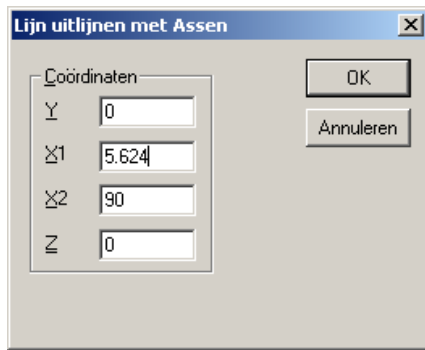 Lijn uitlijnen met Assen
Coördinaten
Y 0
X1 5.624
X2 90
Z 0
OK
Annuleren